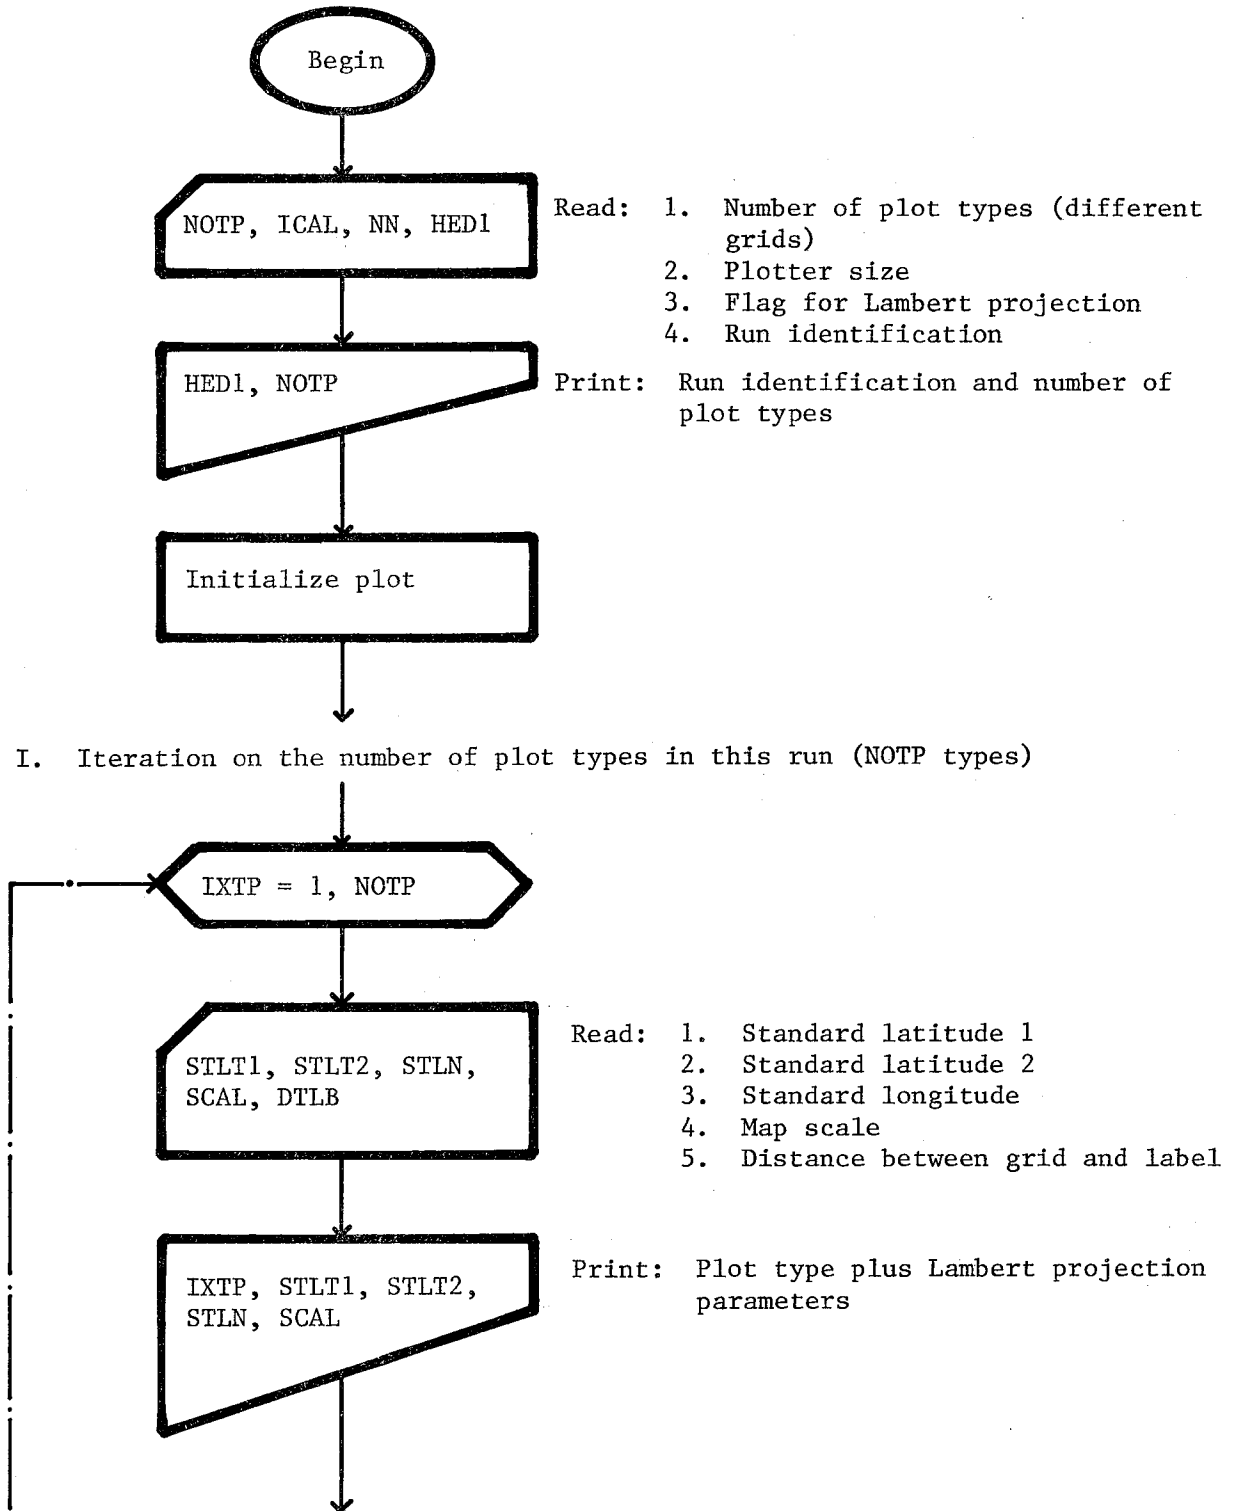 Begin
NOTP, ICAL, NN, HED1
Read: 1. Number of plot types (different
grids)
2. Plotter size
3. Flag for Lambert projection
4. Run identification
HED1, NOTP
Print: Run identification and number of
plot types
Initialize plot
I. Iteration on the number of plot types in this run (NOTP types)
IXTP = 1, NOTP
STLT1, STLT2, STLN,
SCAL, DTLB
Read: 1. Standard latitude 1
2. Standard latitude 2
3. Standard longitude
4. Map scale
5. Distance between grid and label
IXTP, STLT1, STLT2,
STLN, SCAL
Print: Plot type plus Lambert projection
parameters